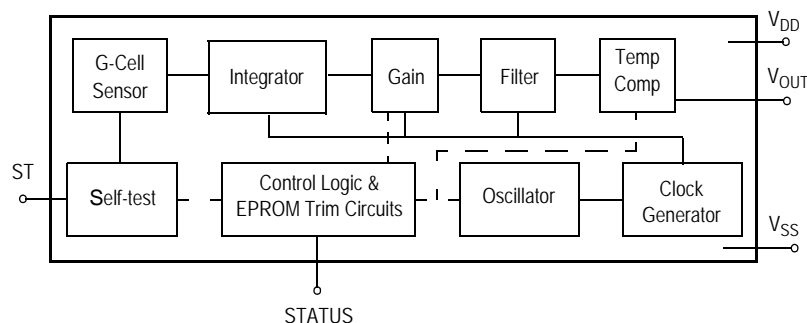 V_DD
G-Cell
Sensor
Integrator
Gain
Filter
Temp
Comp
V_OUT
ST
Self-test
Control Logic &
EPROM Trim Circuits
Oscillator
Clock
Generator
V_SS
STATUS